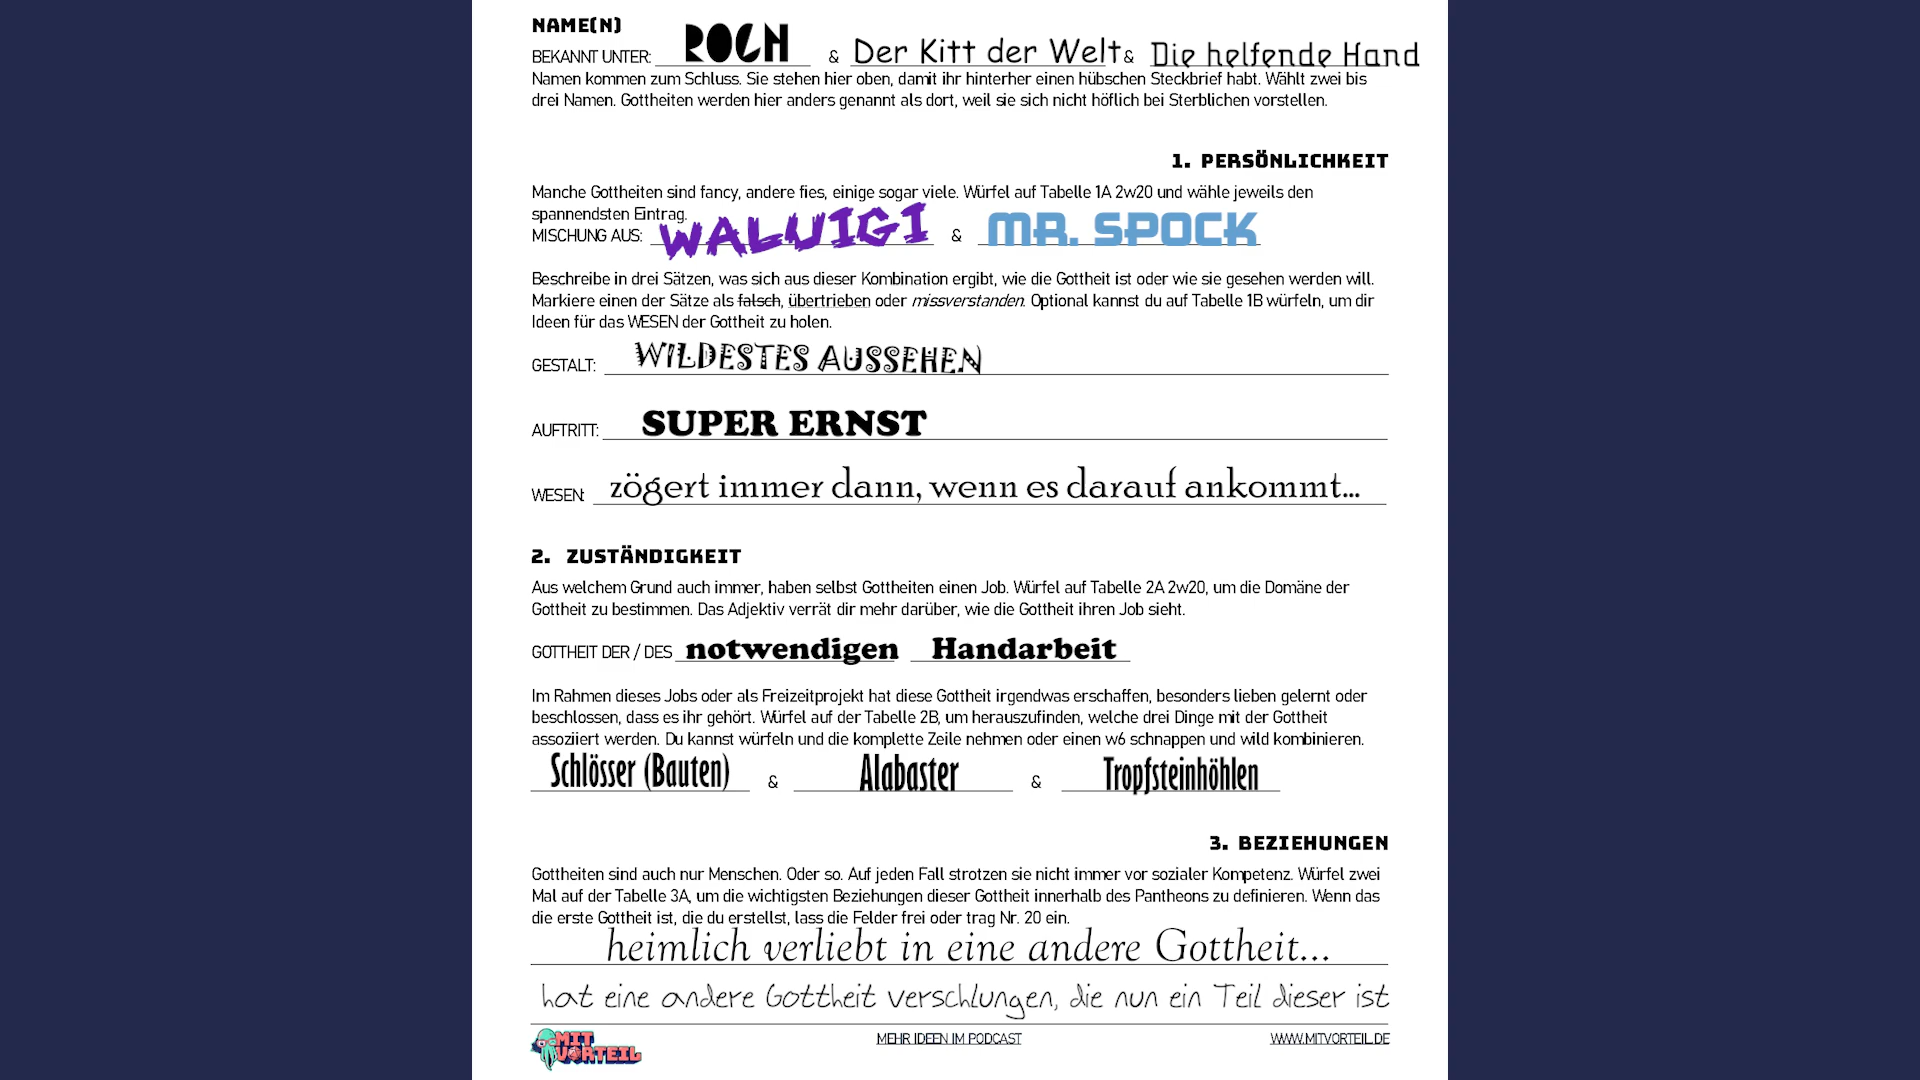 NAME(N)
BEKANNT UNTER: ROCH & Der Kitt der Welt & Die helfende Hand
Namen kommen zum Schluss. Sie stehen hier oben, damit ihr hinterher einen hübschen Steckbrief habt. Wählt zwei bis
drei Namen. Gottheiten werden hier anders genannt als dort, weil sie sich nicht höflich bei Sterblichen vorstellen.
1. PERSÖNLICHKEIT
Manche Gottheiten sind fancy, andere fies, einige sogar viele. Würfel auf Tabelle 1A 2w20 und wähle jeweils den
spannendsten Eintrag.
MISCHUNG AUS: WALUIGI & MR. SPOCK
Beschreibe in drei Sätzen, was sich aus dieser Kombination ergibt, wie die Gottheit ist oder wie sie gesehen werden will.
Markiere einen der Sätze als falsch, übertrieben oder missverstanden. Optional kannst du auf Tabelle 1B würfeln, um dir
Ideen für das WESEN der Gottheit zu holen.
GESTALT: WILDESTES AUSSEHEN
AUFTRITT: SUPER ERNST
WESEN: zögert immer dann, wenn es darauf ankommt...
2. ZUSTÄNDIGKEIT
Aus welchem Grund auch immer, haben selbst Gottheiten einen Job. Würfel auf Tabelle 2A 2w20, um die Domäne der
Gottheit zu bestimmen. Das Adjektiv verrät dir mehr darüber, wie die Gottheit ihren Job sieht.
GOTTHEIT DER / DES notwendigen Handarbeit
Im Rahmen dieses Jobs oder als Freizeitprojekt hat diese Gottheit irgendwas erschaffen, besonders lieben gelernt oder
beschlossen, dass es ihr gehört. Würfel auf der Tabelle 2B, um herauszufinden, welche drei Dinge mit der Gottheit
assoziiert werden. Du kannst würfeln und die komplette Zeile nehmen oder einen w6 schnappen und wild kombinieren.
Schlösser (Bauten) & Alabaster & Tropfsteinhöhlen
3. BEZIEHUNGEN
Gottheiten sind auch nur Menschen. Oder so. Auf jeden Fall strotzen sie nicht immer vor sozialer Kompetenz. Würfel zwei
Mal auf der Tabelle 3A, um die wichtigsten Beziehungen dieser Gottheit innerhalb des Pantheons zu definieren. Wenn das
die erste Gottheit ist, die du erstellst, lass die Felder frei oder trag Nr. 20 ein.
heimlich verliebt in eine andere Gottheit...
hat eine andere Gottheit verschlungen, die nun ein Teil dieser ist
MIT VORTEIL MEHR IDEEN IM PODCAST WWW.MITVORTEIL.DE